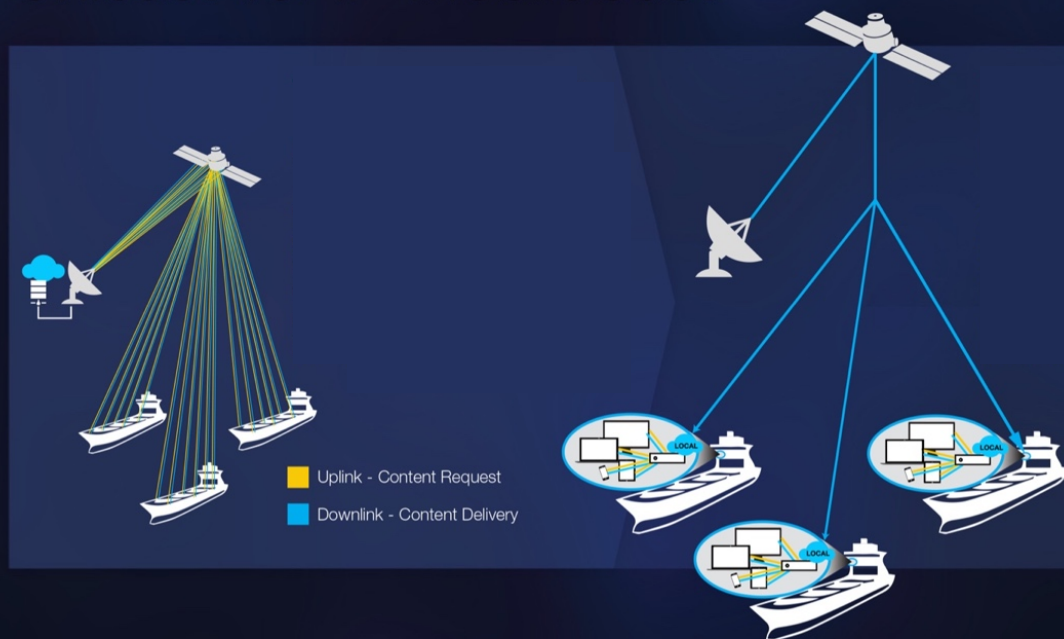 Uplink - Content Request
Downlink - Content Delivery
LOCAL
LOCAL
LOCAL